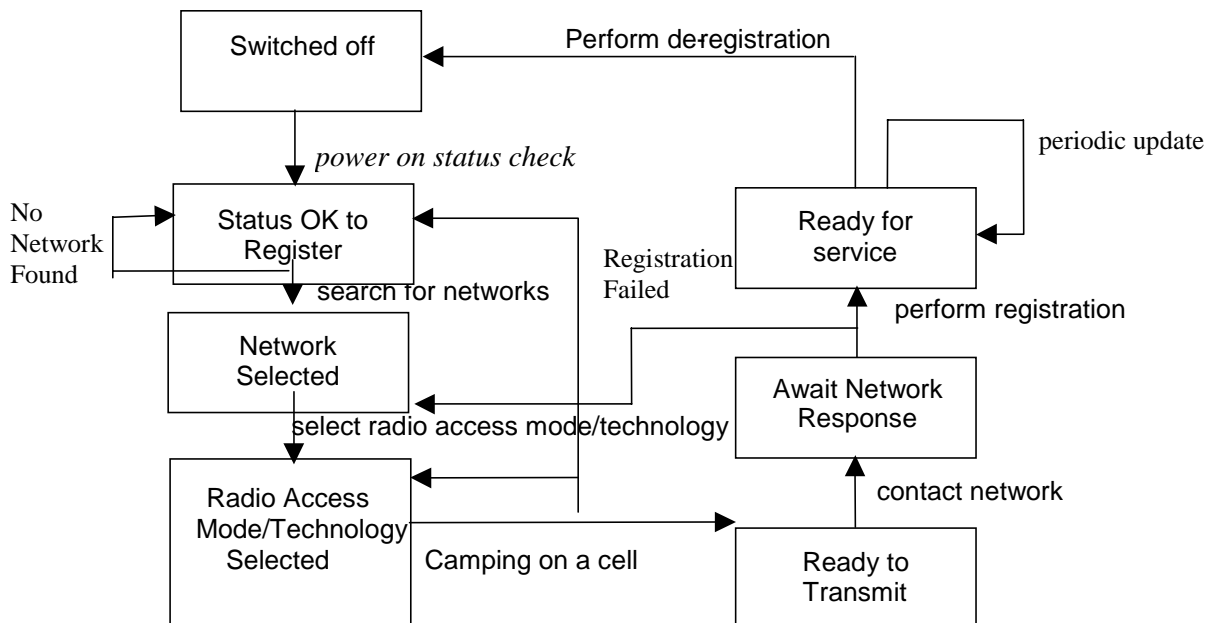 Switched off
Perform de-registration
power on status check
periodic update
No
Network
Found
Status OK to
Register
Ready for
service
Registration
Failed
search for networks
perform registration
Network
Selected
Await Network
Response
select radio access mode/technology
Radio Access
Mode/Technology
Selected
contact network
Camping on a cell
Ready to
Transmit